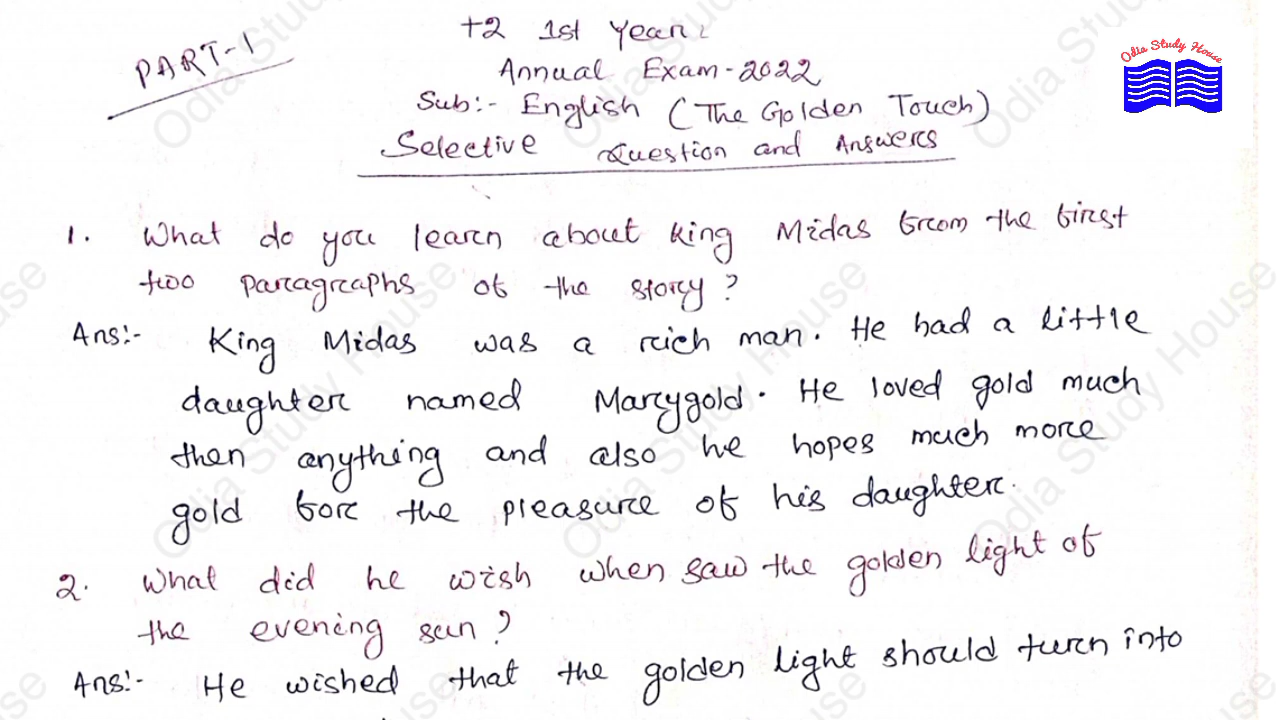 PART-1
+2 1st Year
Annual Exam-2022
Odia Study House
Sub:- English (The Golden Touch)
Selective Question and Answers
1. What do you learn about King Midas from the first
two paragraphs of the story?
Ans:- King Midas was a rich man. He had a little
daughter named Marygold. He loved gold much
then anything and also he hopes much more
gold for the pleasure of his daughter.
2. What did he wish when saw the golden light of
the evening sun?
Ans:- He wished that the golden light should turn into